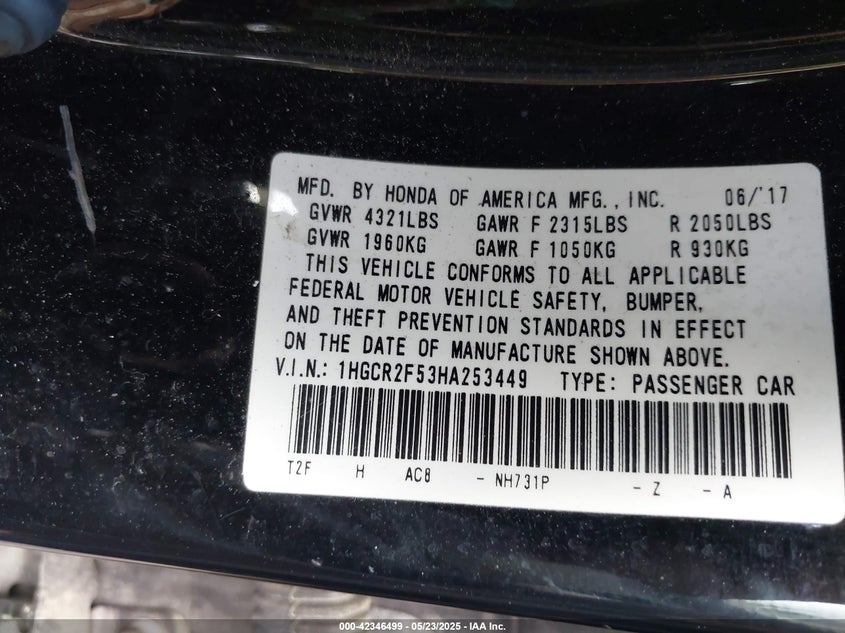 MFD. BY HONDA OF AMERICA MFG., INC. 06/'17
GVWR 4321LBS GAWR F 2315LBS R 2050LBS
GVWR 1960KG GAWR F 1050KG R 930KG
THIS VEHICLE CONFORMS TO ALL APPLICABLE
FEDERAL MOTOR VEHICLE SAFETY, BUMPER,
AND THEFT PREVENTION STANDARDS IN EFFECT
ON THE DATE OF MANUFACTURE SHOWN ABOVE.
V.I.N.: 1HGCR2F53HA253449 TYPE: PASSENGER CAR
T2F H AC8 - NH731P - Z - A
000-42346499 - 05/23/2025 - IAA Inc.